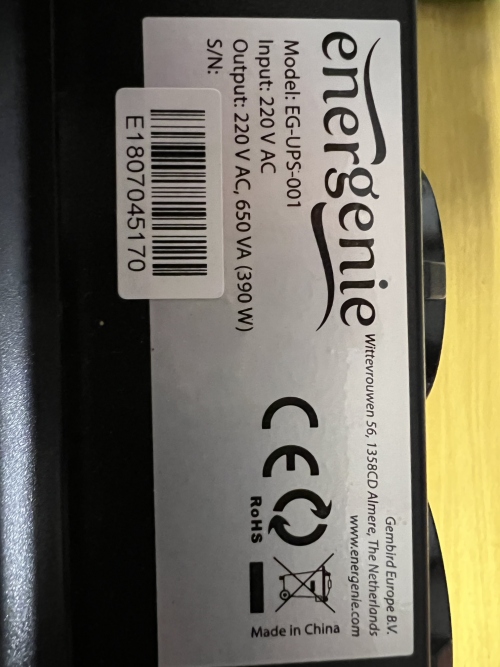 energenie
Gembird Europe B.V.
Wittevrouwen 56, 1358CD Almere, The Netherlands
www.energenie.com
Model: EG-UPS-001
Input: 220 V AC
Output: 220 V AC, 650 VA (390 W)
S/N:
E1807045170
CE
RoHS
Made in China